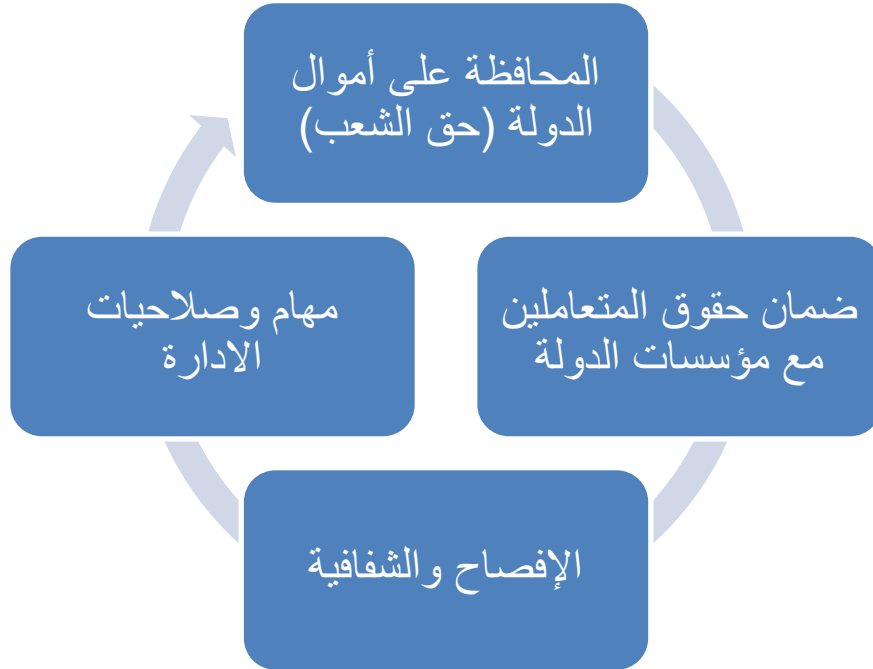 المحافظة على أموال
الدولة (حق الشعب)
ضمان حقوق المتعاملين
مع مؤسسات الدولة
الإفصاح والشفافية
مهام وصلاحيات
الادارة